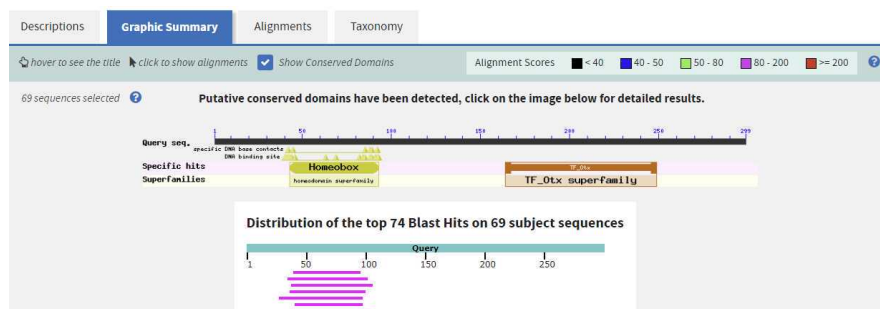 Descriptions Graphic Summary Alignments Taxonomy
hover to see the title click to show alignments Show Conserved Domains Alignment Scores < 40 40 - 50 50 - 80 80 - 200 >= 200 ?
69 sequences selected ? Putative conserved domains have been detected, click on the image below for detailed results.
1 50 100 150 200 250 299
Query seq.
specific DNA base contacts
DNA binding site
Specific hits Homeobox TF_Otx
Superfamilies homeodomain superfamily TF_Otx superfamily
Distribution of the top 74 Blast Hits on 69 subject sequences
Query
1 50 100 150 200 250